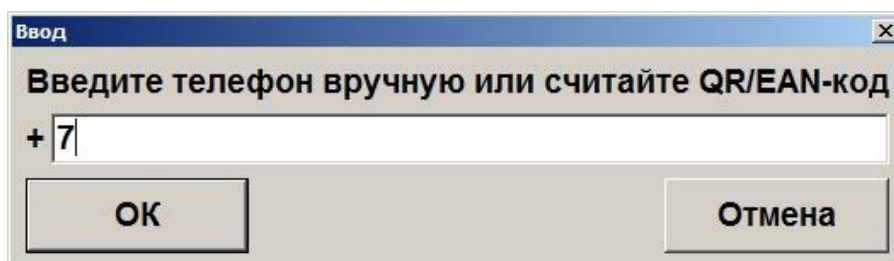 Ввод
Введите телефон вручную или считайте QR/EAN-код
+ 7
ОК Отмена